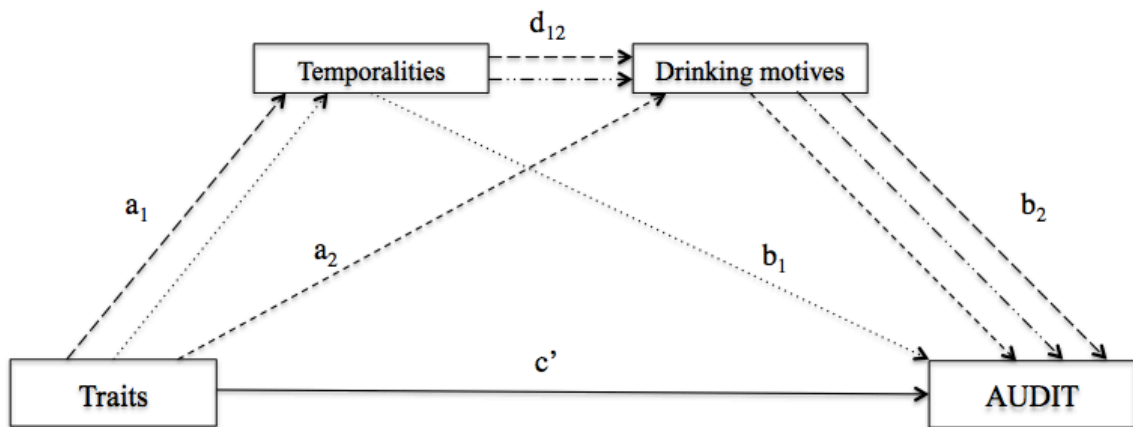 d12
Temporalities
Drinking motives
a1
b2
a2
b1
c’
Traits
AUDIT